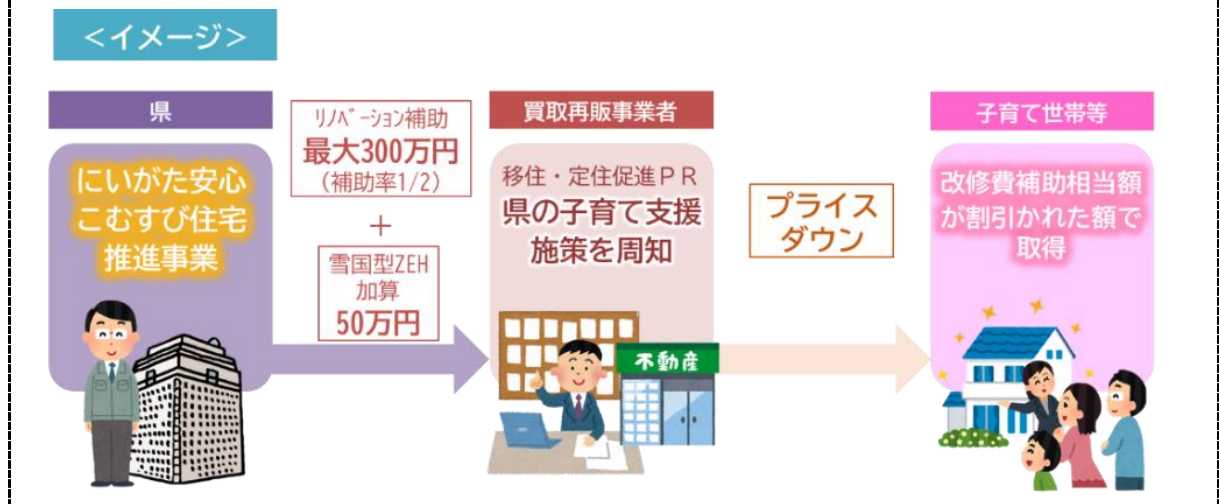 <イメージ>
県
にいがた安心
こむすび住宅
推進事業
リノベーション補助
最大300万円
(補助率1/2)
+
雪国型ZEH
加算
50万円
買取再販事業者
移住・定住促進PR
県の子育て支援
施策を周知
不動産
プライス
ダウン
子育て世帯等
改修費補助相当額
が割引かれた額で
取得